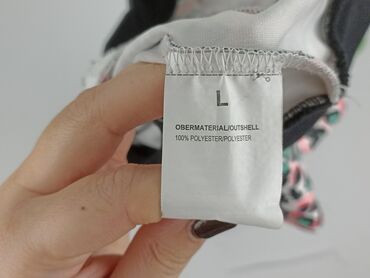 L
OBERMATERIAL/OUTSHELL
100% POLYESTER/POLYESTER